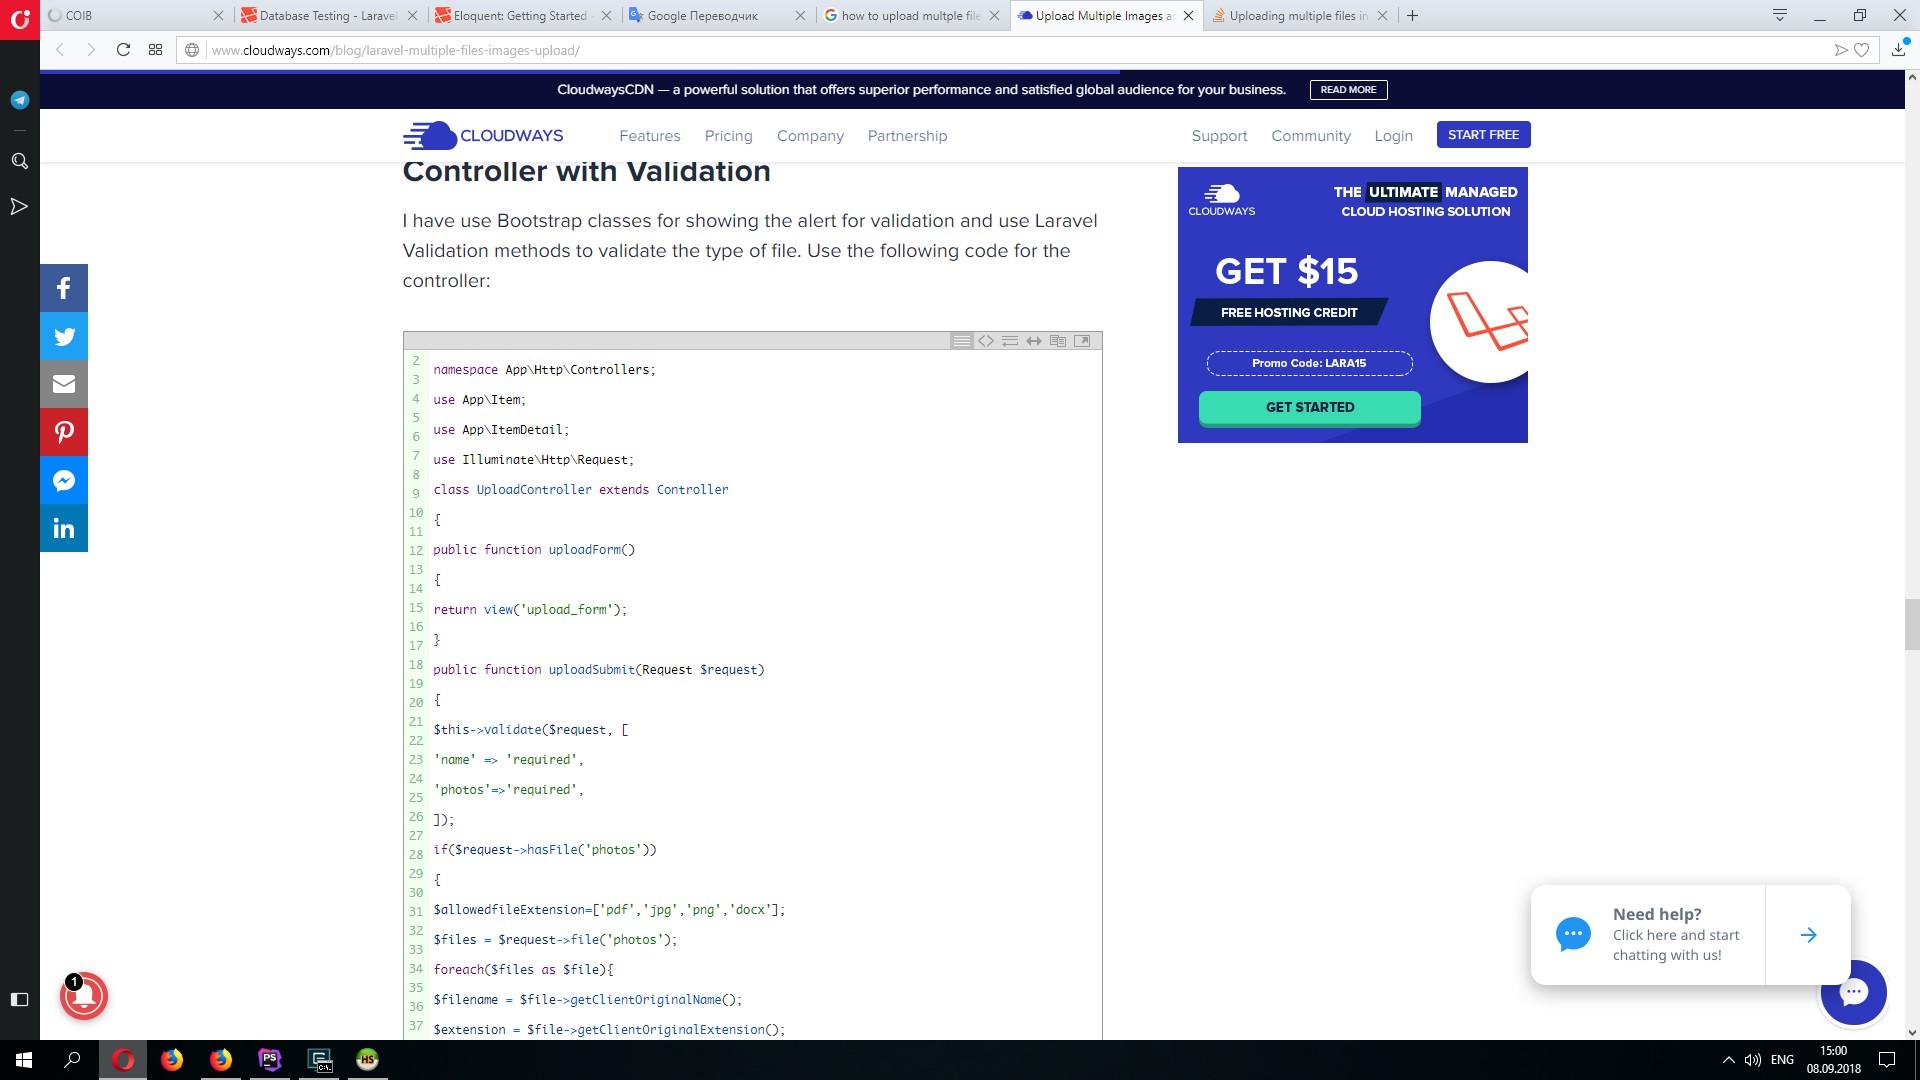 COIB
Database Testing - Laravel
Eloquent: Getting Started -
Google Переводчик
how to upload multple file
Upload Multiple Images a
Uploading multiple files in
www.cloudways.com/blog/laravel-multiple-files-images-upload/
CloudwaysCDN — a powerful solution that offers superior performance and satisfied global audience for your business.
READ MORE
CLOUDWAYS
Features
Pricing
Company
Partnership
Support
Community
Login
START FREE
Controller with Validation
I have use Bootstrap classes for showing the alert for validation and use Laravel
Validation methods to validate the type of file. Use the following code for the
controller:
2
3
4
5
6
7
8
9
10
11
12
13
14
15
16
17
18
19
20
21
22
23
24
25
26
27
28
29
30
31
32
33
34
35
36
37
namespace App\Http\Controllers;
use App\Item;
use App\ItemDetail;
use Illuminate\Http\Request;
class UploadController extends Controller
{
public function uploadForm()
{
return view('upload_form');
}
public function uploadSubmit(Request $request)
{
$this->validate($request, [
'name' => 'required',
'photos'=>'required',
]);
if($request->hasFile('photos'))
{
$allowedfileExtension=['pdf','jpg','png','docx'];
$files = $request->file('photos');
foreach($files as $file){
$filename = $file->getClientOriginalName();
$extension = $file->getClientOriginalExtension();
CLOUDWAYS
THE ULTIMATE MANAGED
CLOUD HOSTING SOLUTION
GET $15
FREE HOSTING CREDIT
Promo Code: LARA15
GET STARTED
Need help?
Click here and start
chatting with us!
1
PS
C:\.
HS
ENG
15:00
08.09.2018